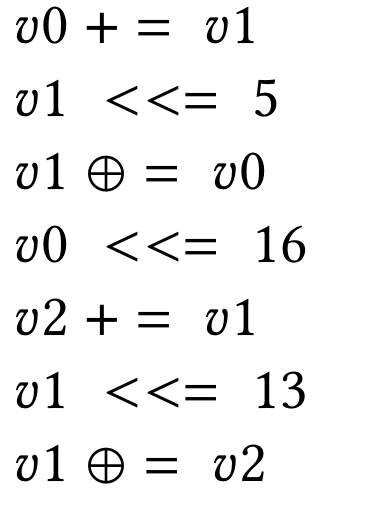 v0 + = v1
v1 <<= 5
v1 ⊕ = v0
v0 <<= 16
v2 + = v1
v1 <<= 13
v1 ⊕ = v2